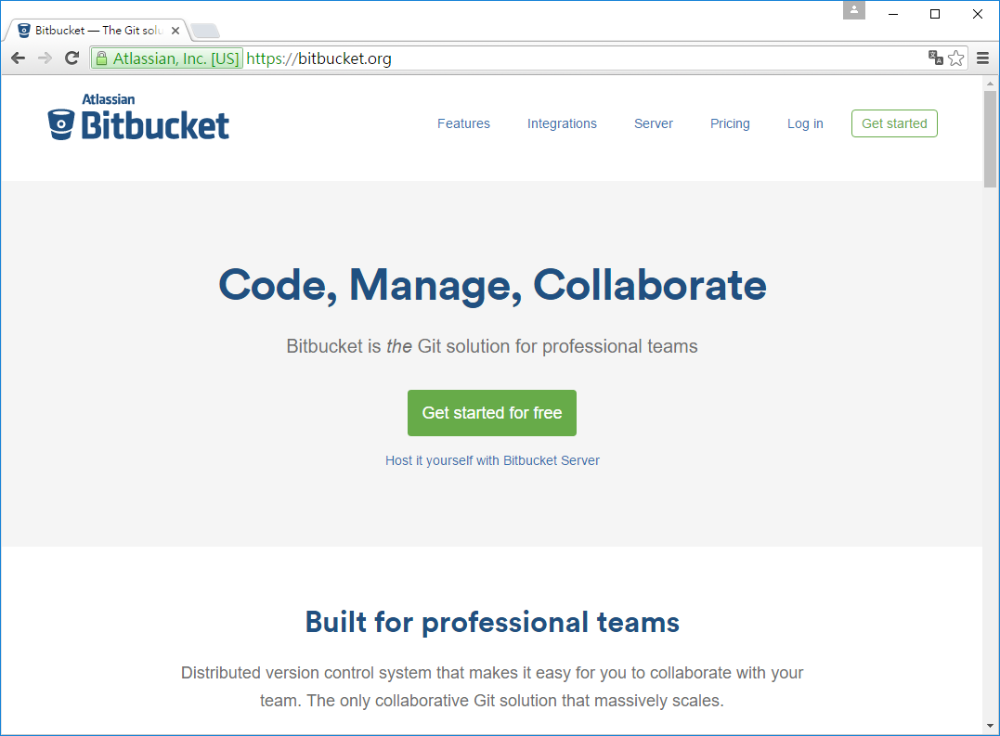 Bitbucket — The Git solu
Atlassian, Inc. [US] https://bitbucket.org
Atlassian
Bitbucket
Features Integrations Server Pricing Log in Get started
Code, Manage, Collaborate
Bitbucket is the Git solution for professional teams
Get started for free
Host it yourself with Bitbucket Server
Built for professional teams
Distributed version control system that makes it easy for you to collaborate with your
team. The only collaborative Git solution that massively scales.